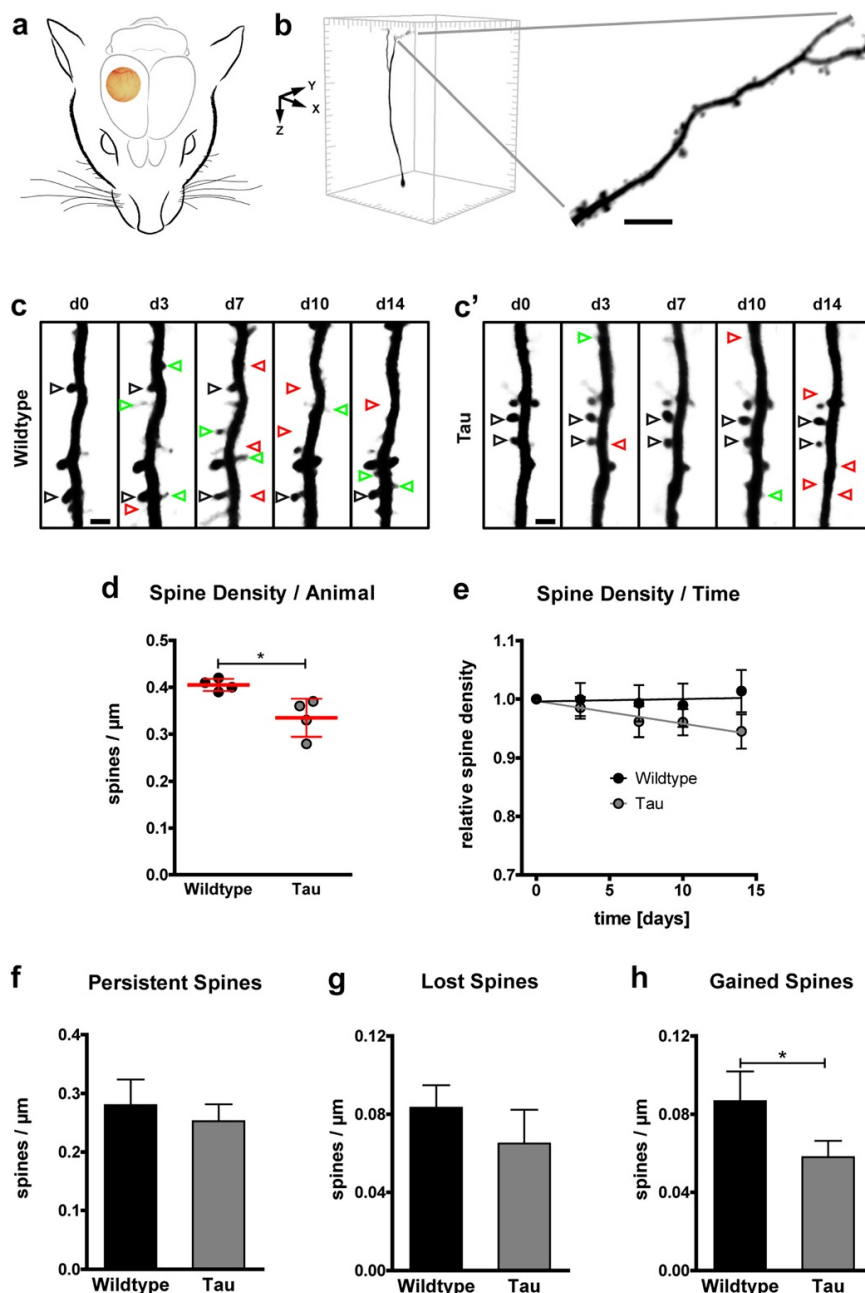 a
b
Y
X
Z
c
d0 d3 d7 d10 d14
Wildtype
c'
d0 d3 d7 d10 d14
Tau
d
Spine Density / Animal
spines / µm
0.5
0.4
0.3
0.4
0.1
0.0
Wildtype Tau
*
e
Spine Density / Time
relative spine density
1.1
1.0
0.9
0.8
0.7
Wildtype
Tau
0 5 10 15
time [days]
f
Persistent Spines
spines / µm
0.4
0.3
0.2
0.1
0.0
Wildtype Tau
g
Lost Spines
spines / µm
0.12
0.08
0.04
0.00
Wildtype Tau
h
Gained Spines
spines / µm
0.12
0.08
0.04
0.00
*
Wildtype Tau